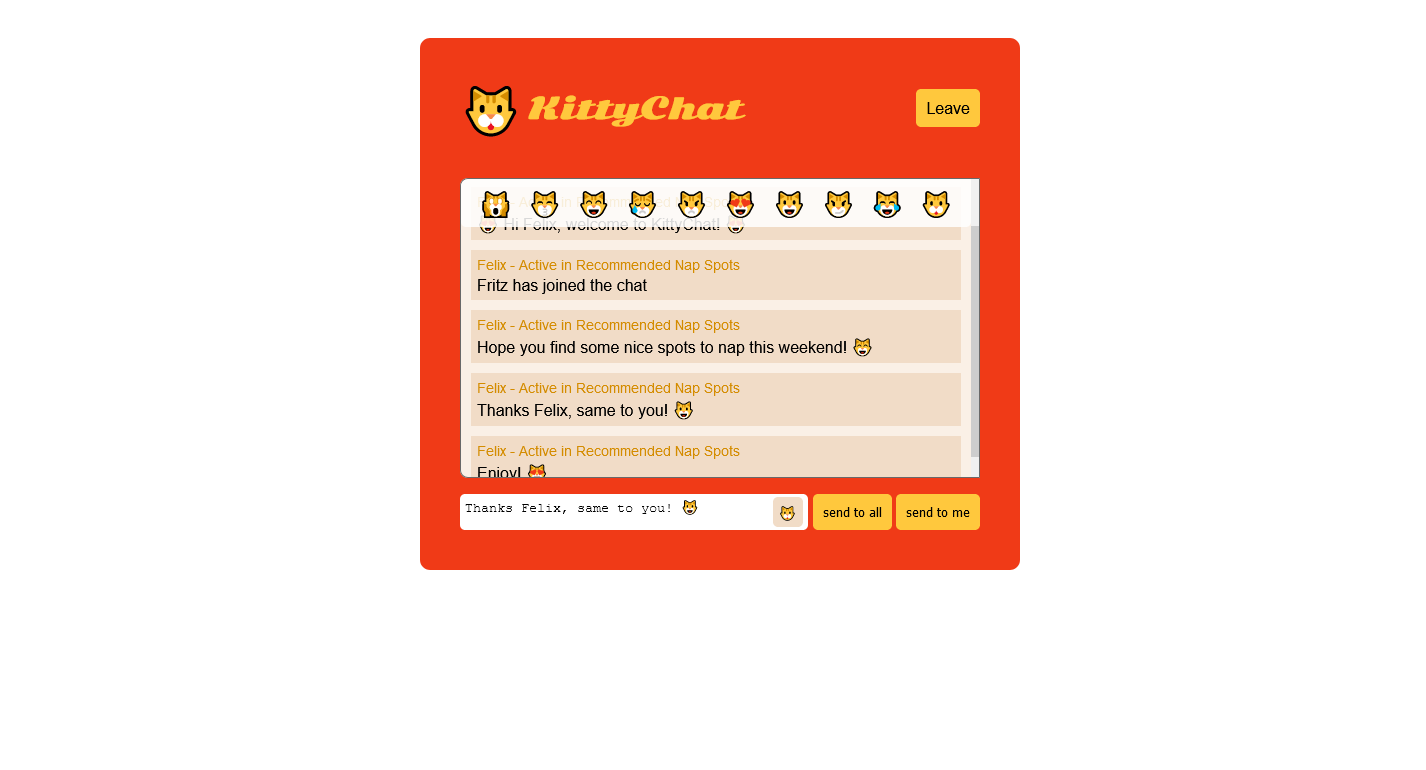 KittyChat
Leave
Hi Felix, welcome to KittyChat!
Felix - Active in Recommended Nap Spots
Fritz has joined the chat
Felix - Active in Recommended Nap Spots
Hope you find some nice spots to nap this weekend!
Felix - Active in Recommended Nap Spots
Thanks Felix, same to you!
Felix - Active in Recommended Nap Spots
Enjoy!
Thanks Felix, same to you!
send to all
send to me